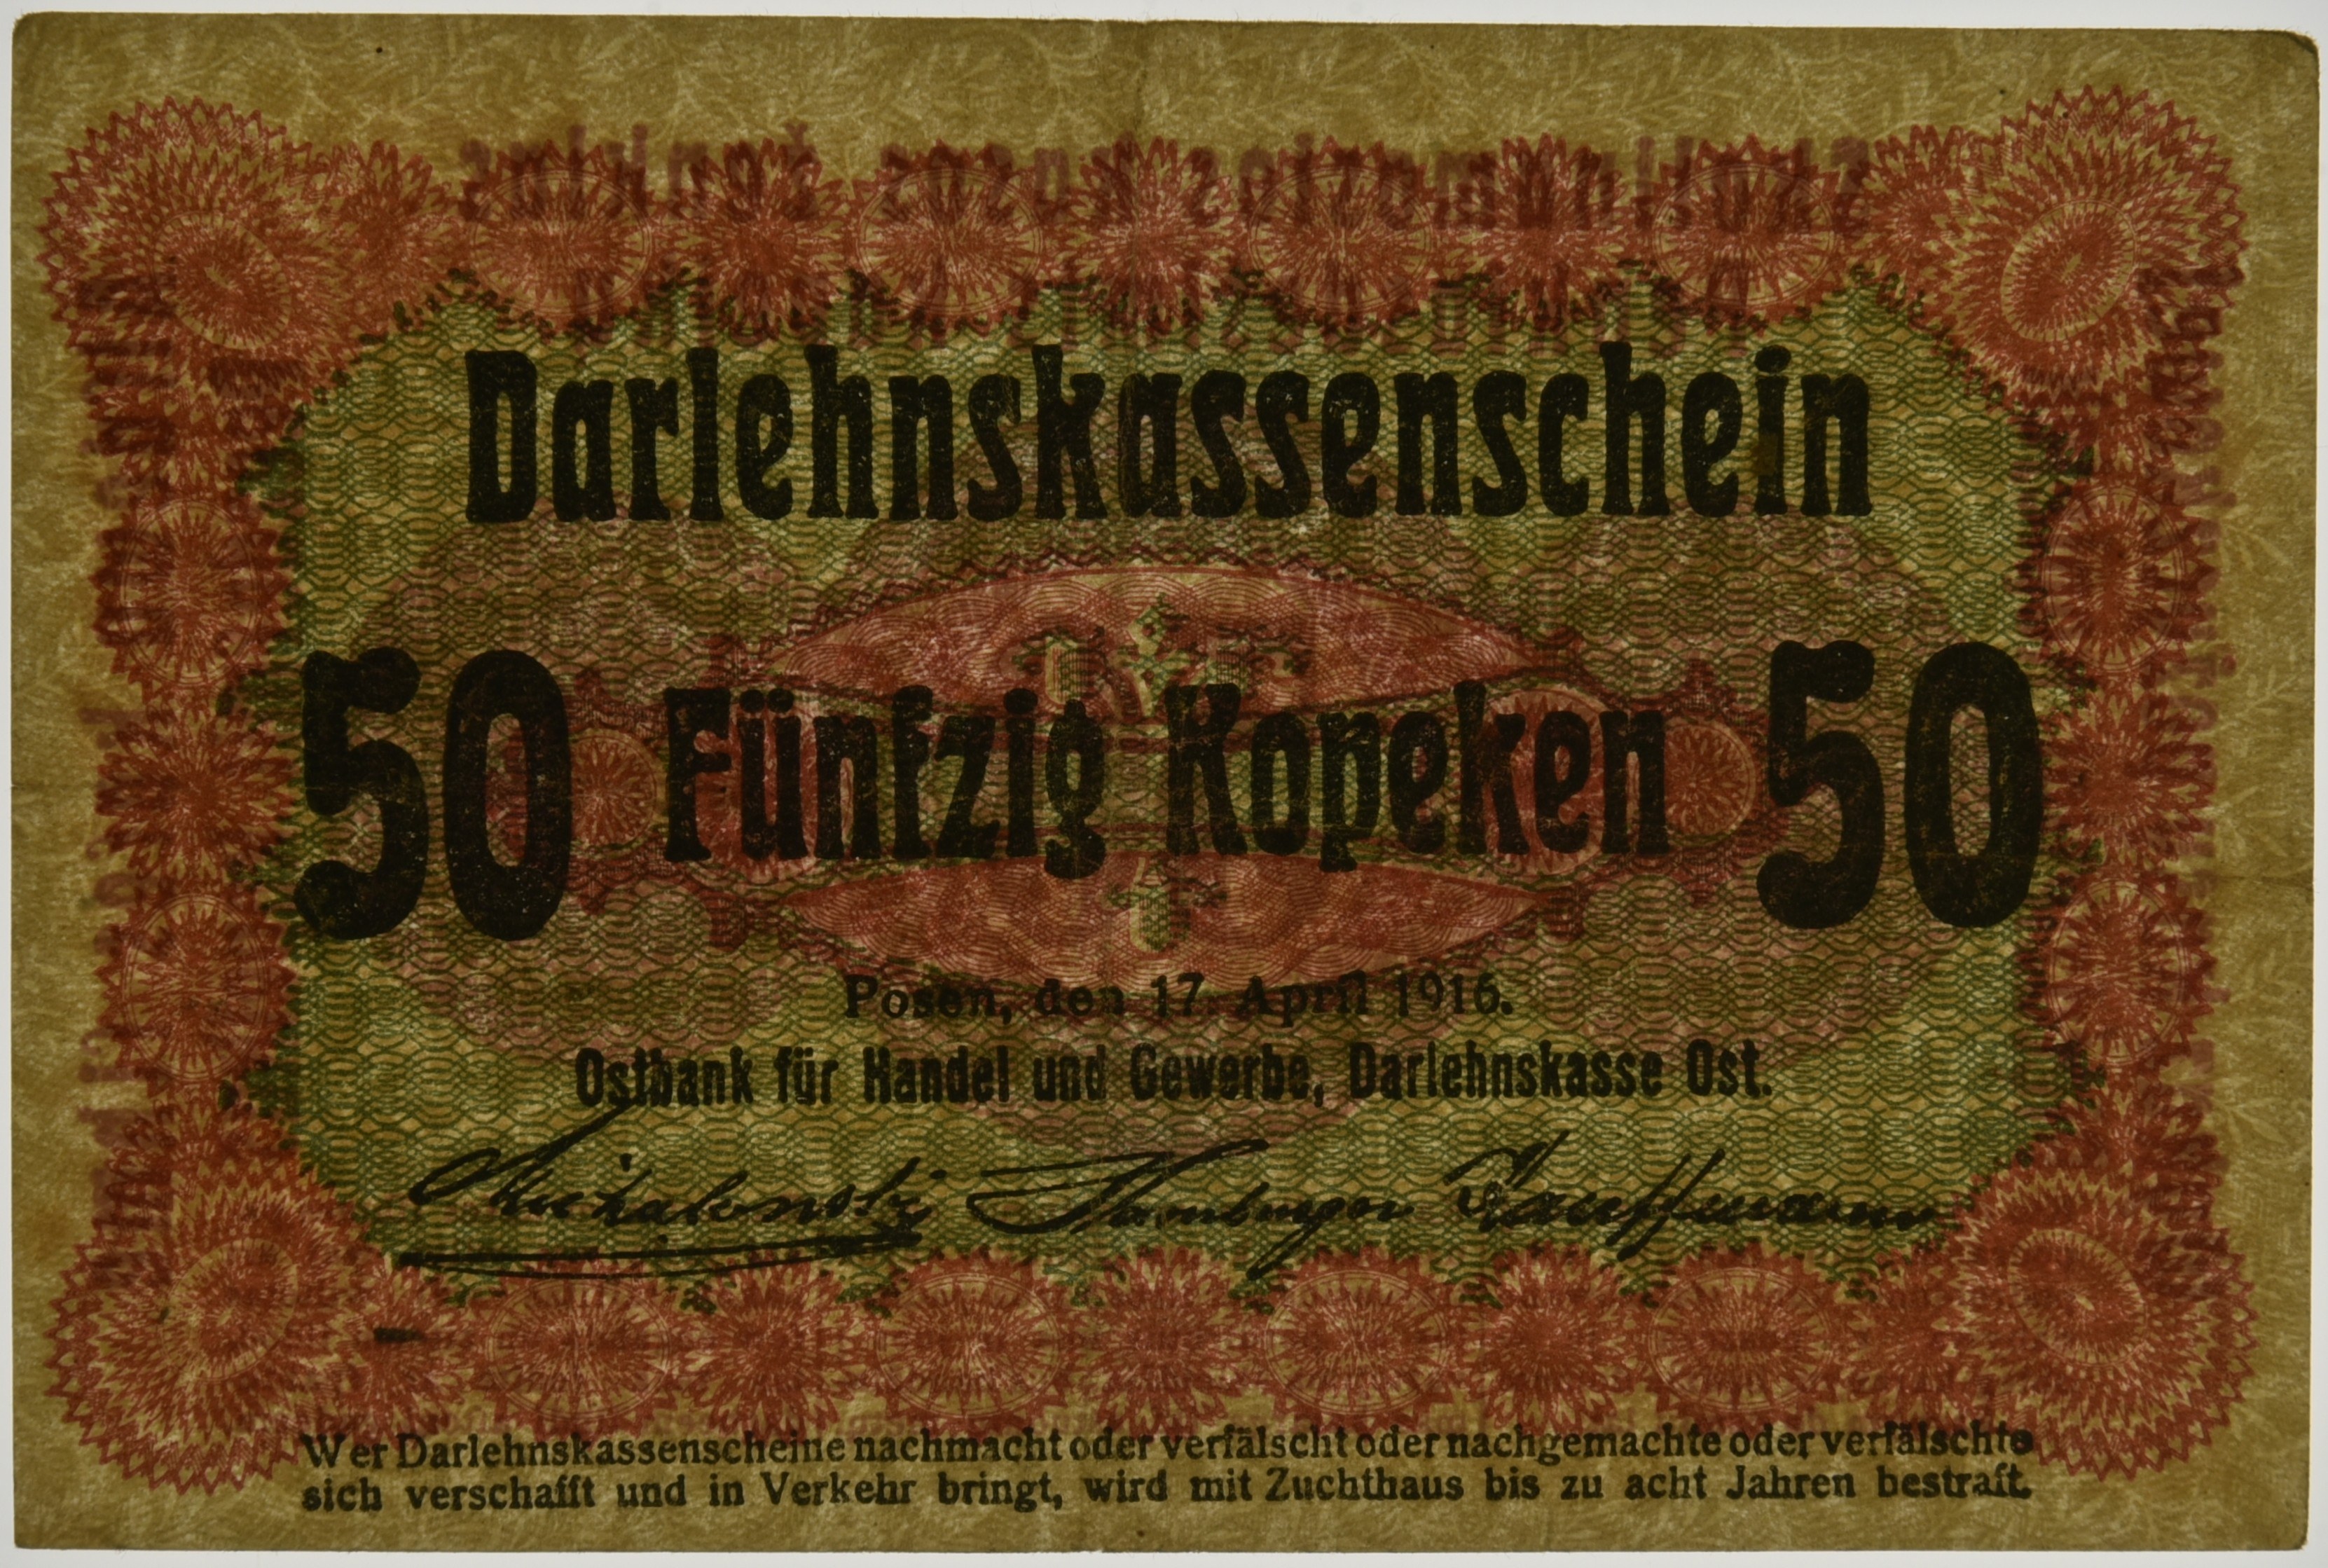 Darlehnskassenschein
50 Fünfzig Kopeken 50
Posen, den 17. April 1916.
Ostbank für Handel und Gewerbe, Darlehnskasse Ost.
Wer Darlehnskassenscheine nachmacht oder verfälscht oder nachgemachte oder verfälschte
sich verschafft und in Verkehr bringt, wird mit Zuchthaus bis zu acht Jahren bestraft.